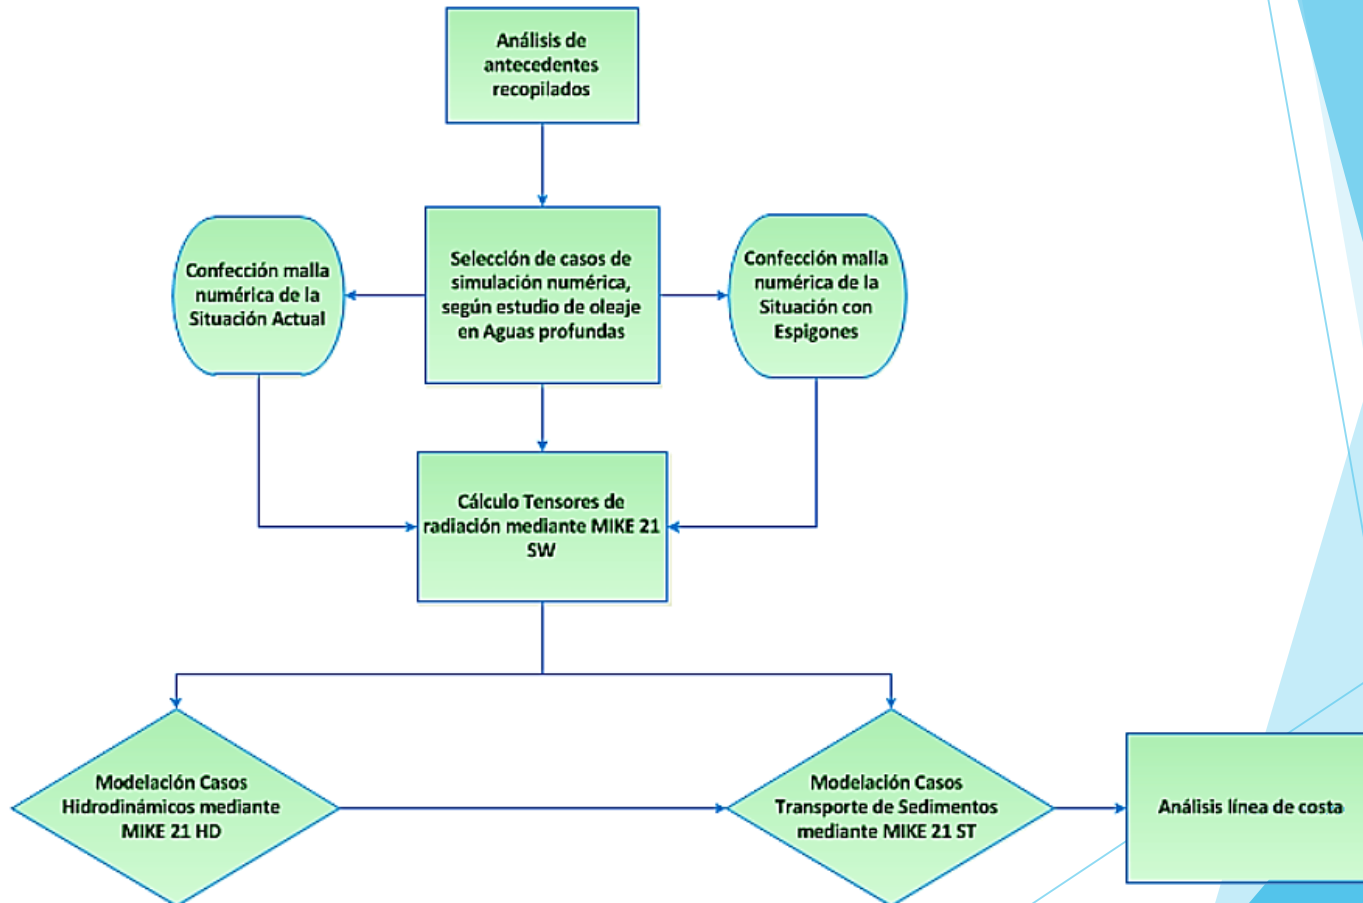 Análisis de
antecedentes
recopilados
Confección malla
numérica de la
Situación Actual
Selección de casos de
simulación numérica,
según estudio de oleaje
en Aguas profundas
Confección malla
numérica de la
Situación con
Espigones
Cálculo Tensores de
radiación mediante MIKE 21
SW
Modelación Casos
Hidrodinámicos mediante
MIKE 21 HD
Modelación Casos
Transporte de Sedimentos
mediante MIKE 21 ST
Análisis línea de costa